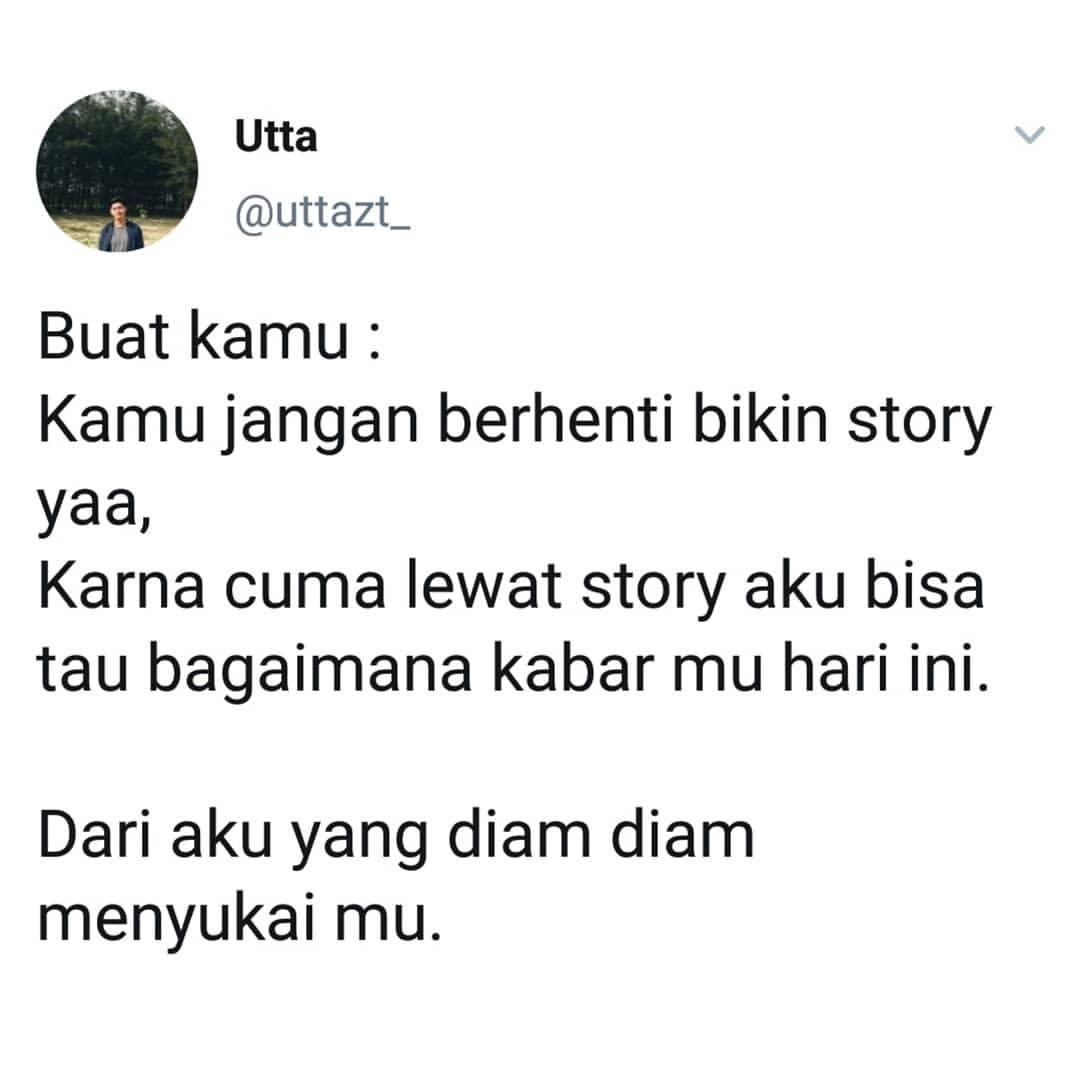 Utta
@uttazt_
Buat kamu :
Kamu jangan berhenti bikin story
yaa,
Karna cuma lewat story aku bisa
tau bagaimana kabar mu hari ini.
Dari aku yang diam diam
menyukai mu.